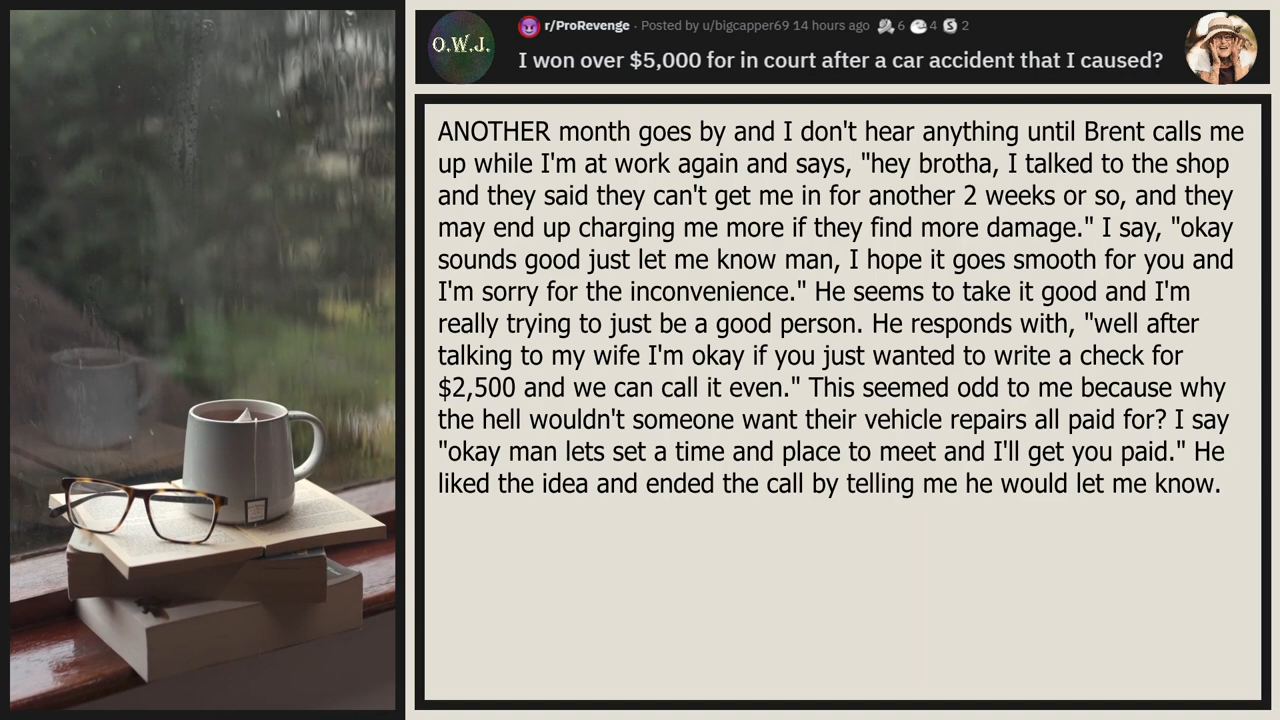 O.W.J.
r/ProRevenge · Posted by u/bigcapper69 14 hours ago 6 4 S 2
I won over $5,000 for in court after a car accident that I caused?
ANOTHER month goes by and I don't hear anything until Brent calls me
up while I'm at work again and says, "hey brotha, I talked to the shop
and they said they can't get me in for another 2 weeks or so, and they
may end up charging me more if they find more damage." I say, "okay
sounds good just let me know man, I hope it goes smooth for you and
I'm sorry for the inconvenience." He seems to take it good and I'm
really trying to just be a good person. He responds with, "well after
talking to my wife I'm okay if you just wanted to write a check for
$2,500 and we can call it even." This seemed odd to me because why
the hell wouldn't someone want their vehicle repairs all paid for? I say
"okay man lets set a time and place to meet and I'll get you paid." He
liked the idea and ended the call by telling me he would let me know.